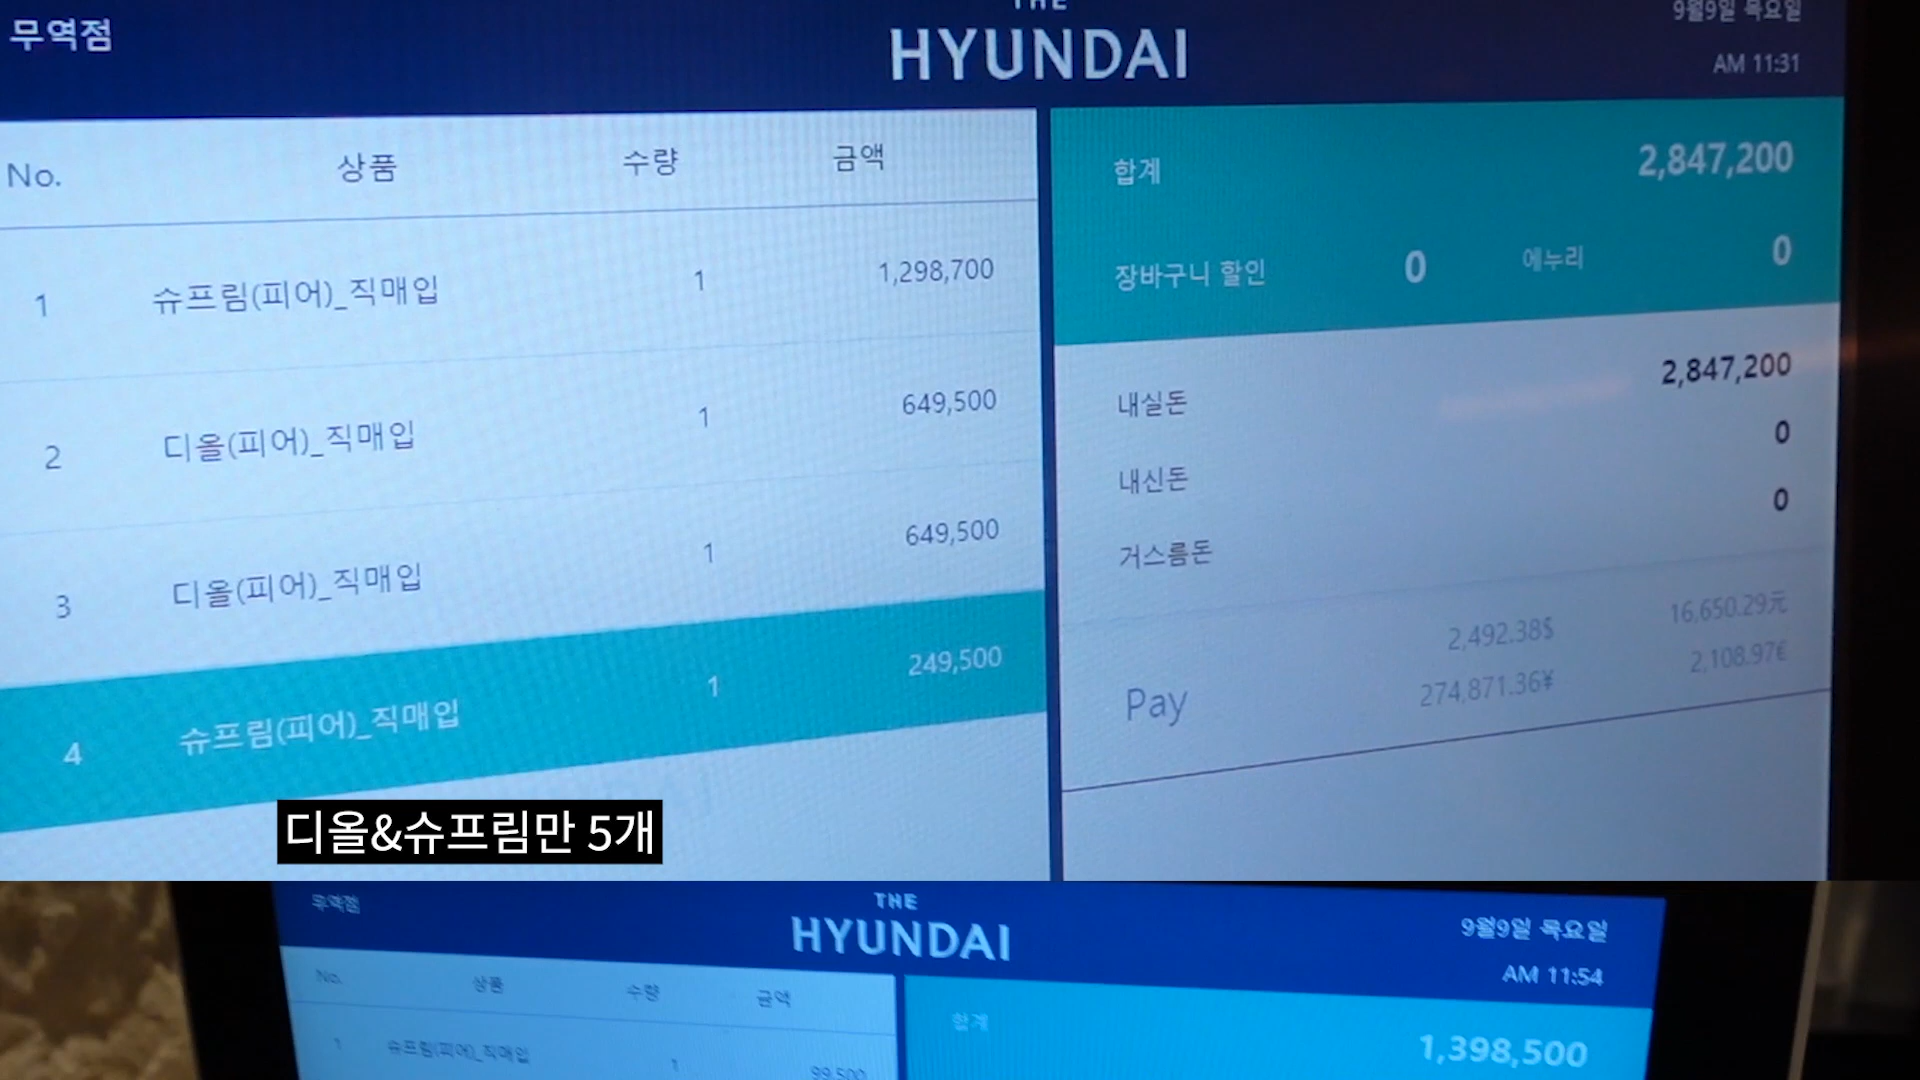 무역점
THE
HYUNDAI
9월9일 목요일
AM 11:31
No. 상품 수량 금액
1 슈프림(피어)_직매입 1 1,298,700
2 디올(피어)_직매입 1 649,500
3 디올(피어)_직매입 1 649,500
4 슈프림(피어)_직매입 1 249,500
합계 2,847,200
장바구니 할인 0 에누리 0
내실돈 2,847,200
내신돈 0
거스름돈 0
Pay
2,492.38$ 16,650.29元
274,871.36¥ 2,108.97€
디올&슈프림만 5개
무역점
THE
HYUNDAI
9월9일 목요일
AM 11:54
No. 상품 수량 금액
1 슈프림(피어)_직매입 1 99,500
합계 1,398,500